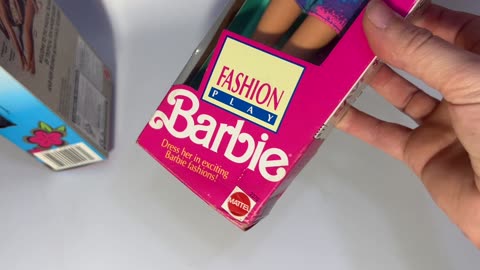 FASHION
PLAY
Barbie
Dress her in exciting
Barbie fashions!
MATTEL